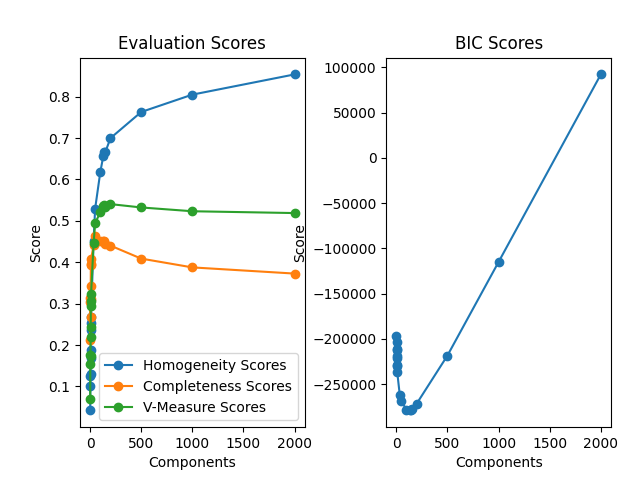 Evaluation Scores
Score
0.8
0.7
0.6
0.5
0.4
0.3
0.2
0.1
Homogeneity Scores
Completeness Scores
V-Measure Scores
0
500
1000
1500
2000
Components
BIC Scores
Score
100000
50000
0
−50000
−100000
−150000
−200000
−250000
0
500
1000
1500
2000
Components